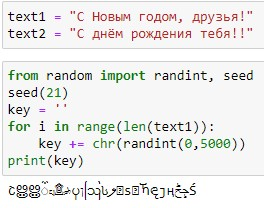 text1 = "С Новым годом, друзья!"
text2 = "С днём рождения тебя!!"
from random import randint, seed
seed(21)
key = ''
for i in range(len(text1)):
    key += chr(randint(0,5000))
print(key)